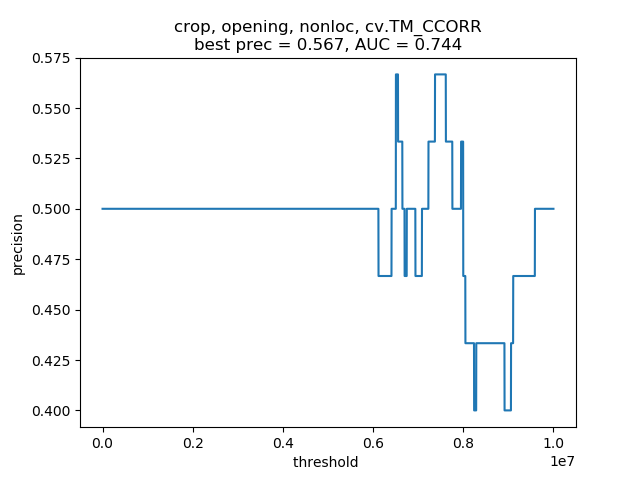 crop, opening, nonloc, cv.TM_CCORR
best prec = 0.567, AUC = 0.744
0.575
0.550
0.525
0.500
0.475
0.450
0.425
0.400
precision
0.0 0.2 0.4 0.6 0.8 1.0
1e7
threshold